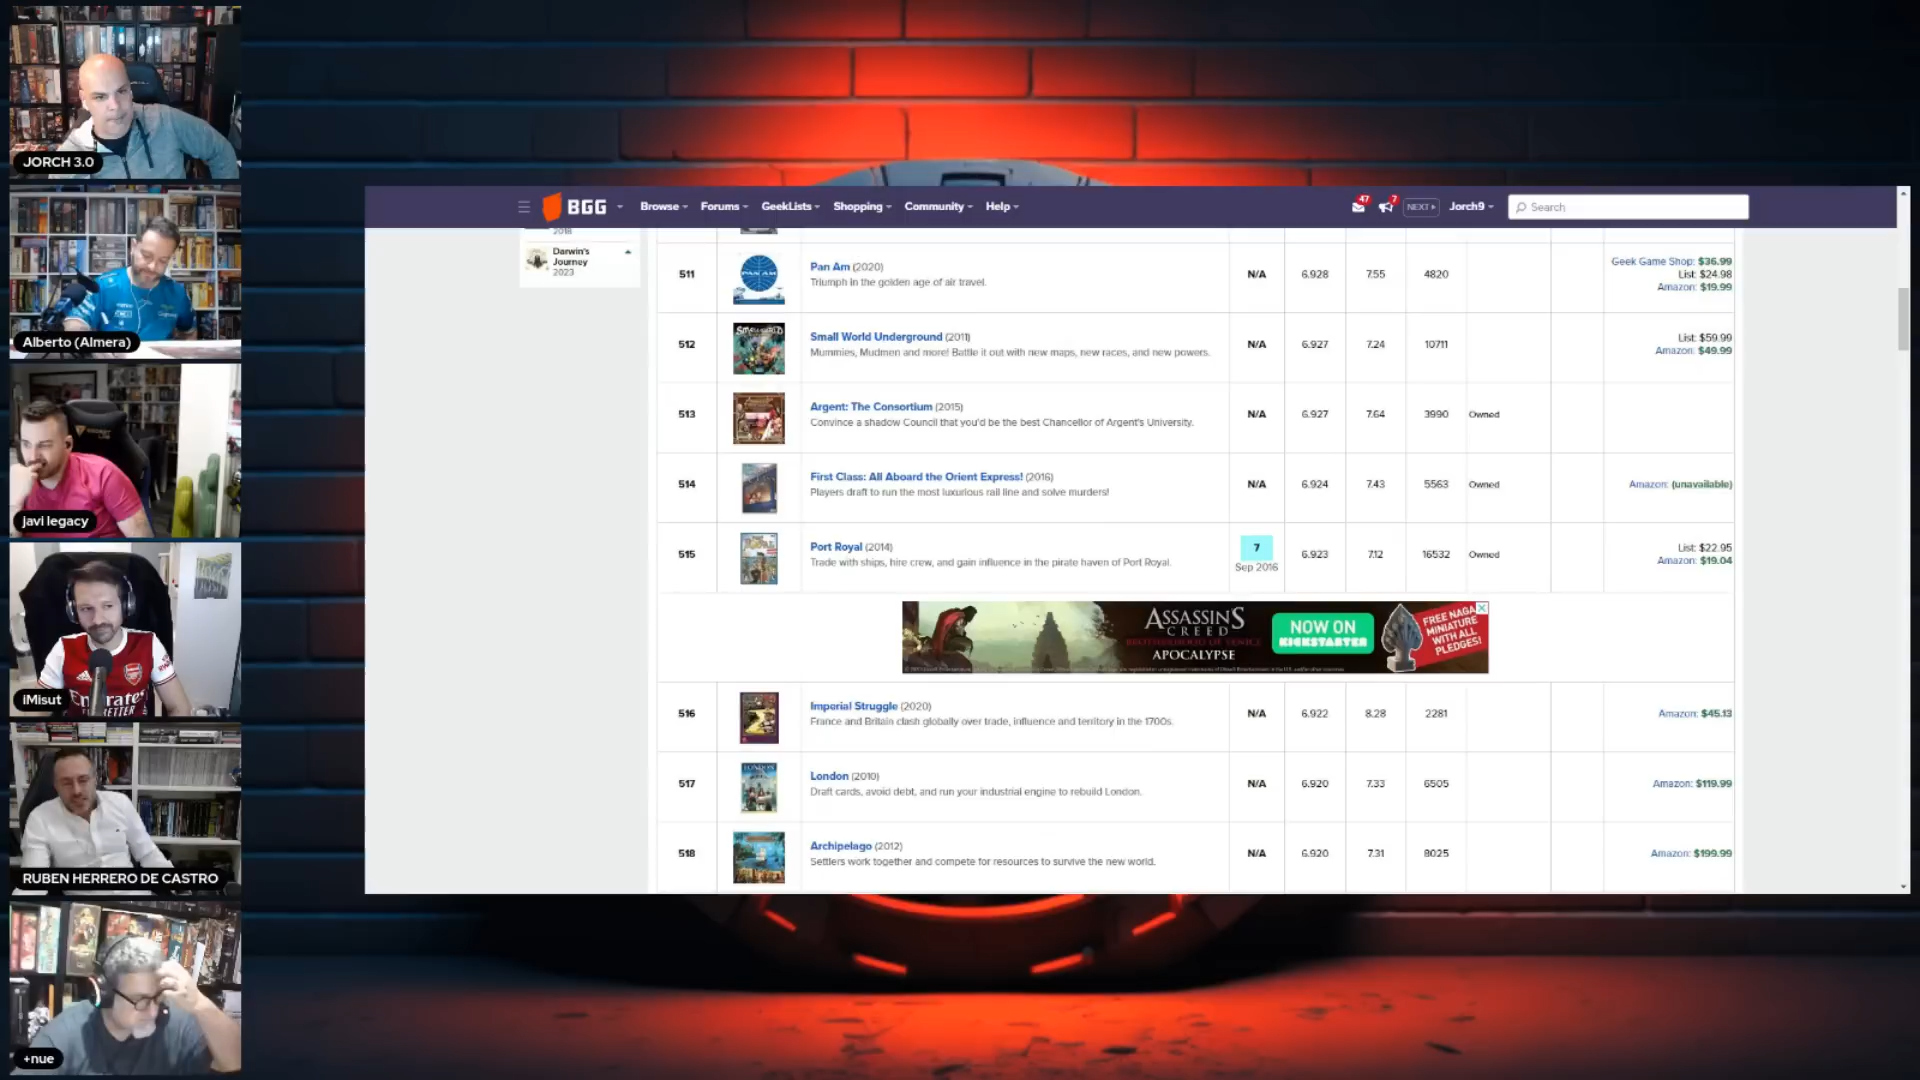 JORCH 3.0
Alberto (Almera)
javi legacy
iMisut
RUBEN HERRERO DE CASTRO
+nue
BGG
Browse
Forums
GeekLists
Shopping
Community
Help
47
7
NEXT
Jorch9
Search
2018
Darwin's
Journey
2023
511
Pan Am (2020)
Triumph in the golden age of air travel.
N/A
6.928
7.55
4820
Geek Game Shop: $36.99
List: $24.98
Amazon: $19.99
512
Small World Underground (2011)
Mummies, Mudmen and more! Battle it out with new maps, new races, and new powers.
N/A
6.927
7.24
10711
List: $59.99
Amazon: $49.99
513
Argent: The Consortium (2015)
Convince a shadow Council that you'd be the best Chancellor of Argent's University.
N/A
6.927
7.64
3990
Owned
514
First Class: All Aboard the Orient Express! (2016)
Players draft to run the most luxurious rail line and solve murders!
N/A
6.924
7.43
5563
Owned
Amazon: (unavailable)
515
Port Royal (2014)
Trade with ships, hire crew, and gain influence in the pirate haven of Port Royal.
7
Sep 2016
6.923
7.12
16532
Owned
List: $22.95
Amazon: $19.04
ASSASSIN'S
CREED
BROTHERHOOD OF VENICE
APOCALYPSE
NOW ON
KICKSTARTER
FREE NAGA
MINIATURE
WITH ALL
PLEDGES!
516
Imperial Struggle (2020)
France and Britain clash globally over trade, influence and territory in the 1700s.
N/A
6.922
8.28
2281
Amazon: $45.13
517
London (2010)
Draft cards, avoid debt, and run your industrial engine to rebuild London.
N/A
6.920
7.33
6505
Amazon: $119.99
518
Archipelago (2012)
Settlers work together and compete for resources to survive the new world.
N/A
6.920
7.31
8025
Amazon: $199.99